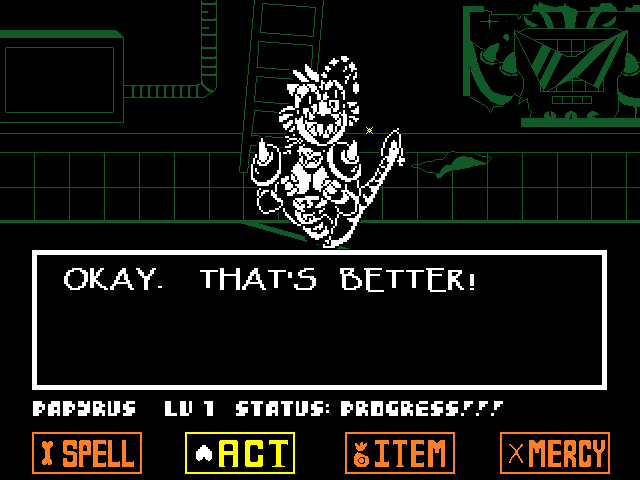 OKAY. THAT'S BETTER!
PAPYRUS LV 1 STATUS: PROGRESS!!!
SPELL ACT ITEM MERCY